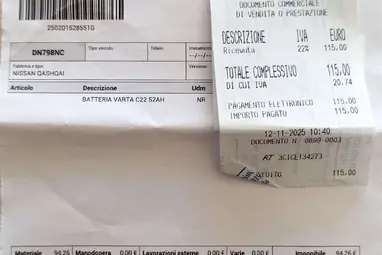 2502015285510
DN798NC
Tipo veicolo
Telaio
Immatricol
--/--/--
Fabbrica e tipo:
NISSAN QASHQAI
Articolo Descrizione Udm
BATTERIA VARTA C22 52AH NR
DOCUMENTO COMMERCIALE
DI VENDITA O PRESTAZIONE
DESCRIZIONE IVA EURO
Ricevuta 22% 115.00
TOTALE COMPLESSIVO 115.00
DI CUI IVA 20.74
PAGAMENTO ELETTRONICO 115.00
IMPORTO PAGATO 115.00
12-11-2025 10:40
DOCUMENTO N. 0899-0003
RT 3CICE134273
115.00
Materiale 94.26 Manodopera 0.00 € Lavorazioni esterne 0.00 € Varie 0.00 € Imponibile 94.26 €